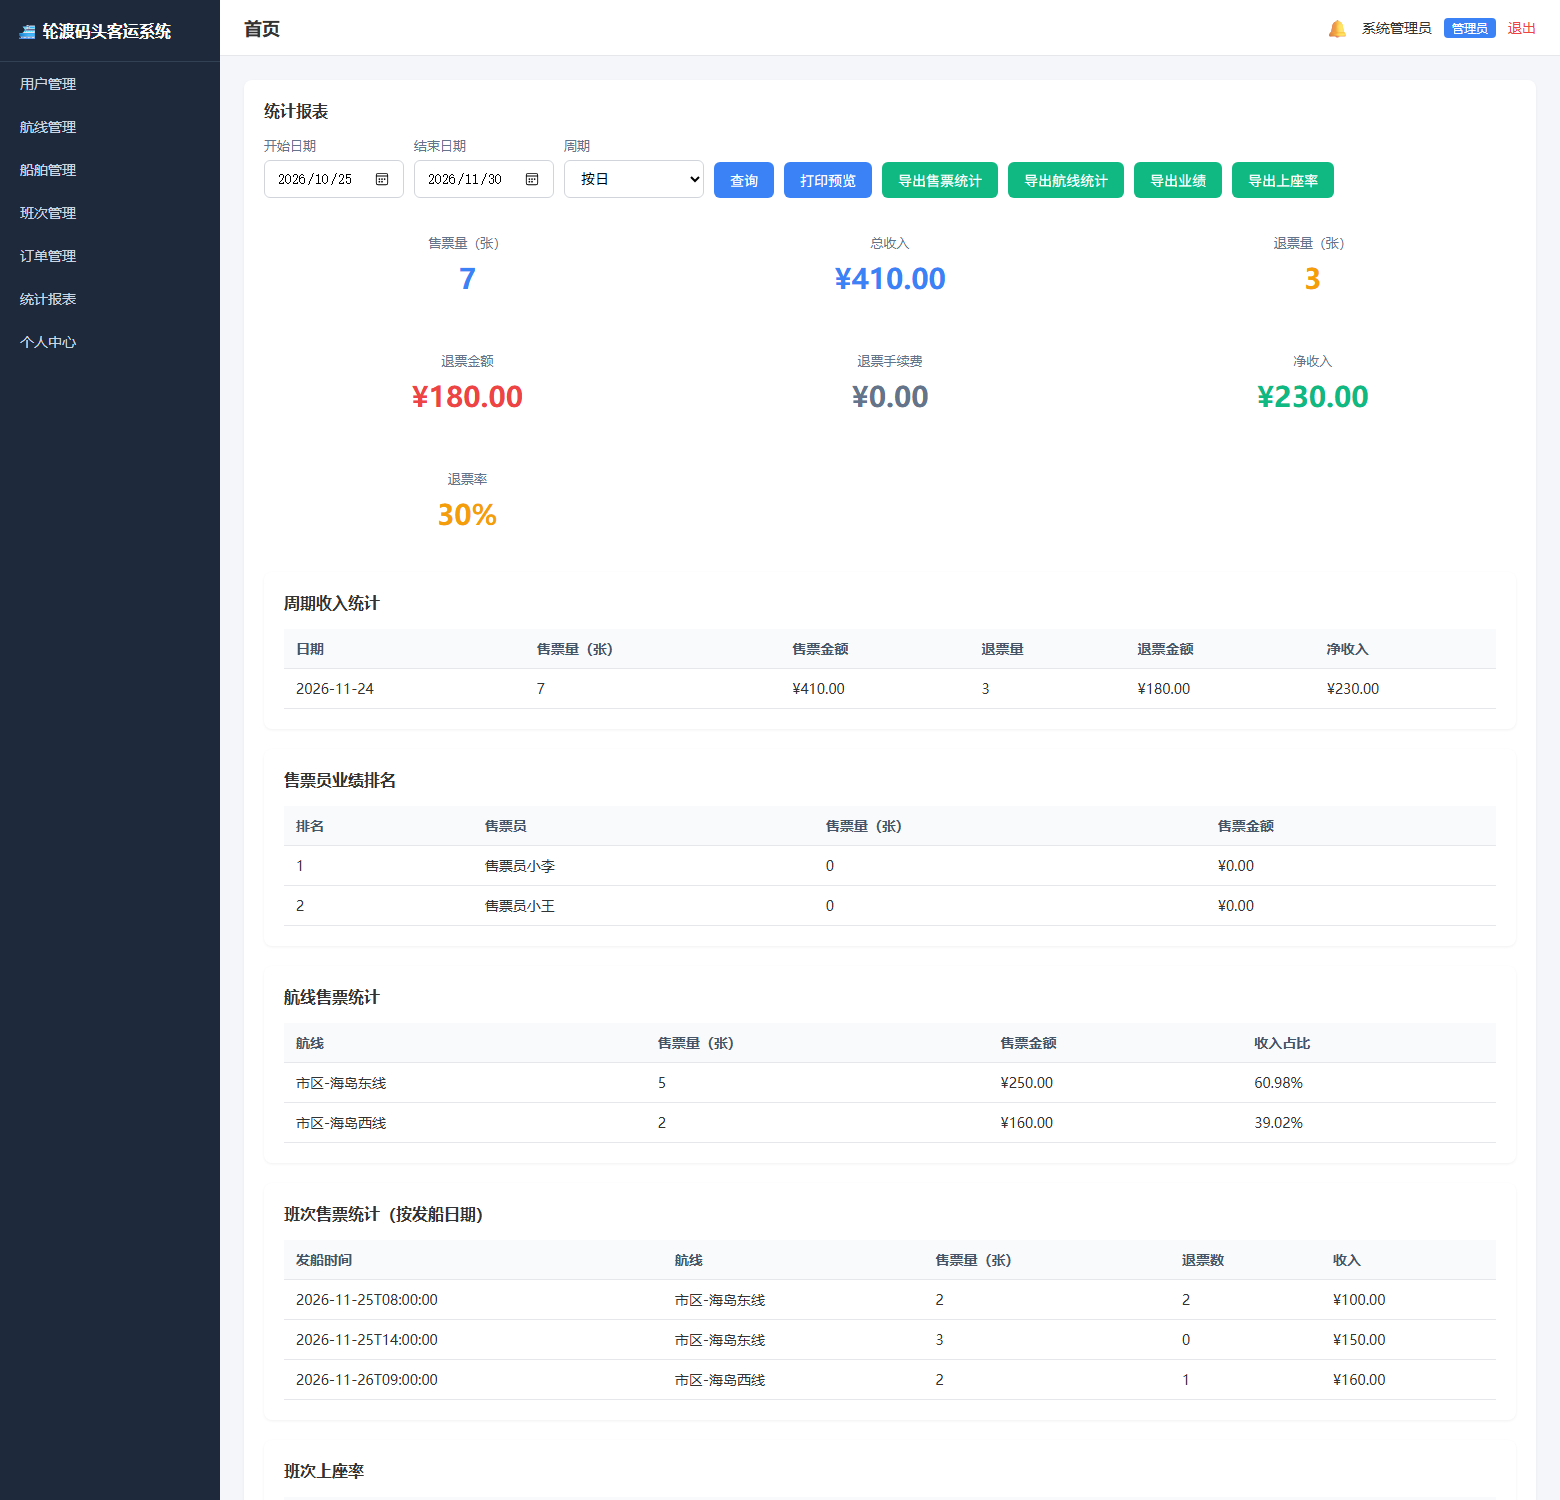 轮渡码头客运系统
用户管理
航线管理
船舶管理
班次管理
订单管理
统计报表
个人中心
首页
系统管理员 管理员 退出
统计报表
开始日期 结束日期 周期
2026/10/25 2026/11/30 按日 查询 打印预览 导出售票统计 导出航线统计 导出业绩 导出上座率
售票量（张） 总收入 退票量（张）
7 ¥410.00 3
退票金额 退票手续费 净收入
¥180.00 ¥0.00 ¥230.00
退票率
30%
周期收入统计
日期 售票量（张） 售票金额 退票量 退票金额 净收入
2026-11-24 7 ¥410.00 3 ¥180.00 ¥230.00
售票员业绩排名
排名 售票员 售票量（张） 售票金额
1 售票员小李 0 ¥0.00
2 售票员小王 0 ¥0.00
航线售票统计
航线 售票量（张） 售票金额 收入占比
市区-海岛东线 5 ¥250.00 60.98%
市区-海岛西线 2 ¥160.00 39.02%
班次售票统计（按发船日期）
发船时间 航线 售票量（张） 退票数 收入
2026-11-25T08:00:00 市区-海岛东线 2 2 ¥100.00
2026-11-25T14:00:00 市区-海岛东线 3 0 ¥150.00
2026-11-26T09:00:00 市区-海岛西线 2 1 ¥160.00
班次上座率